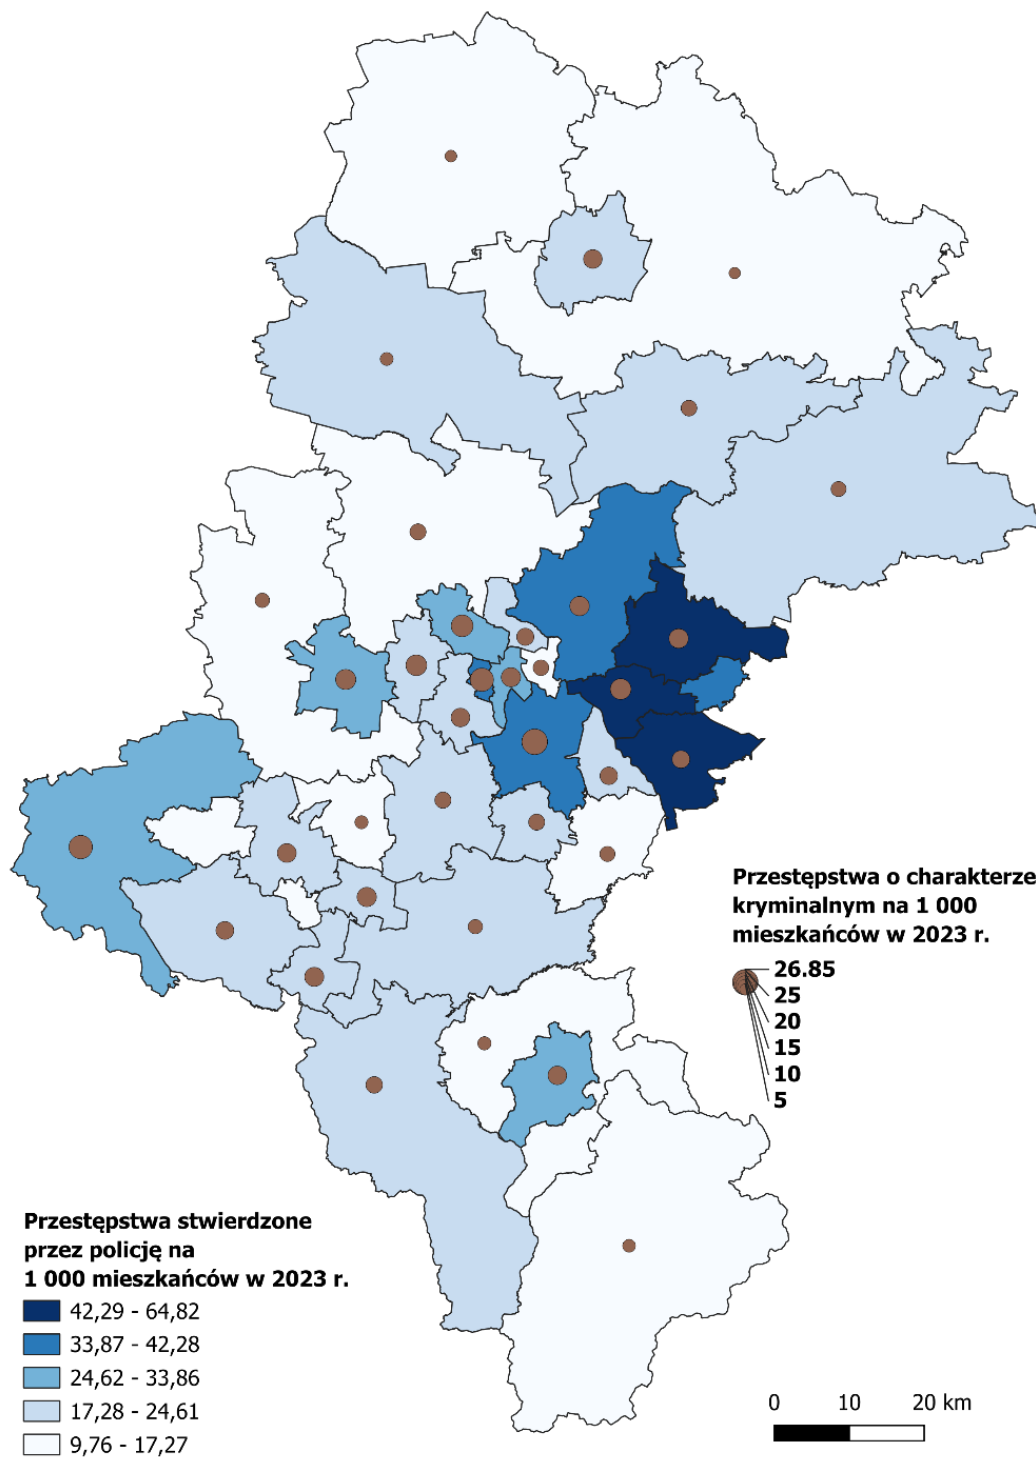 Przestępstwa o charakterze
kryminalnym na 1 000
mieszkańców w 2023 r.
26.85
25
20
15
10
5
Przestępstwa stwierdzone
przez policję na
1 000 mieszkańców w 2023 r.
42,29 - 64,82
33,87 - 42,28
24,62 - 33,86
17,28 - 24,61
9,76 - 17,27
0 10 20 km